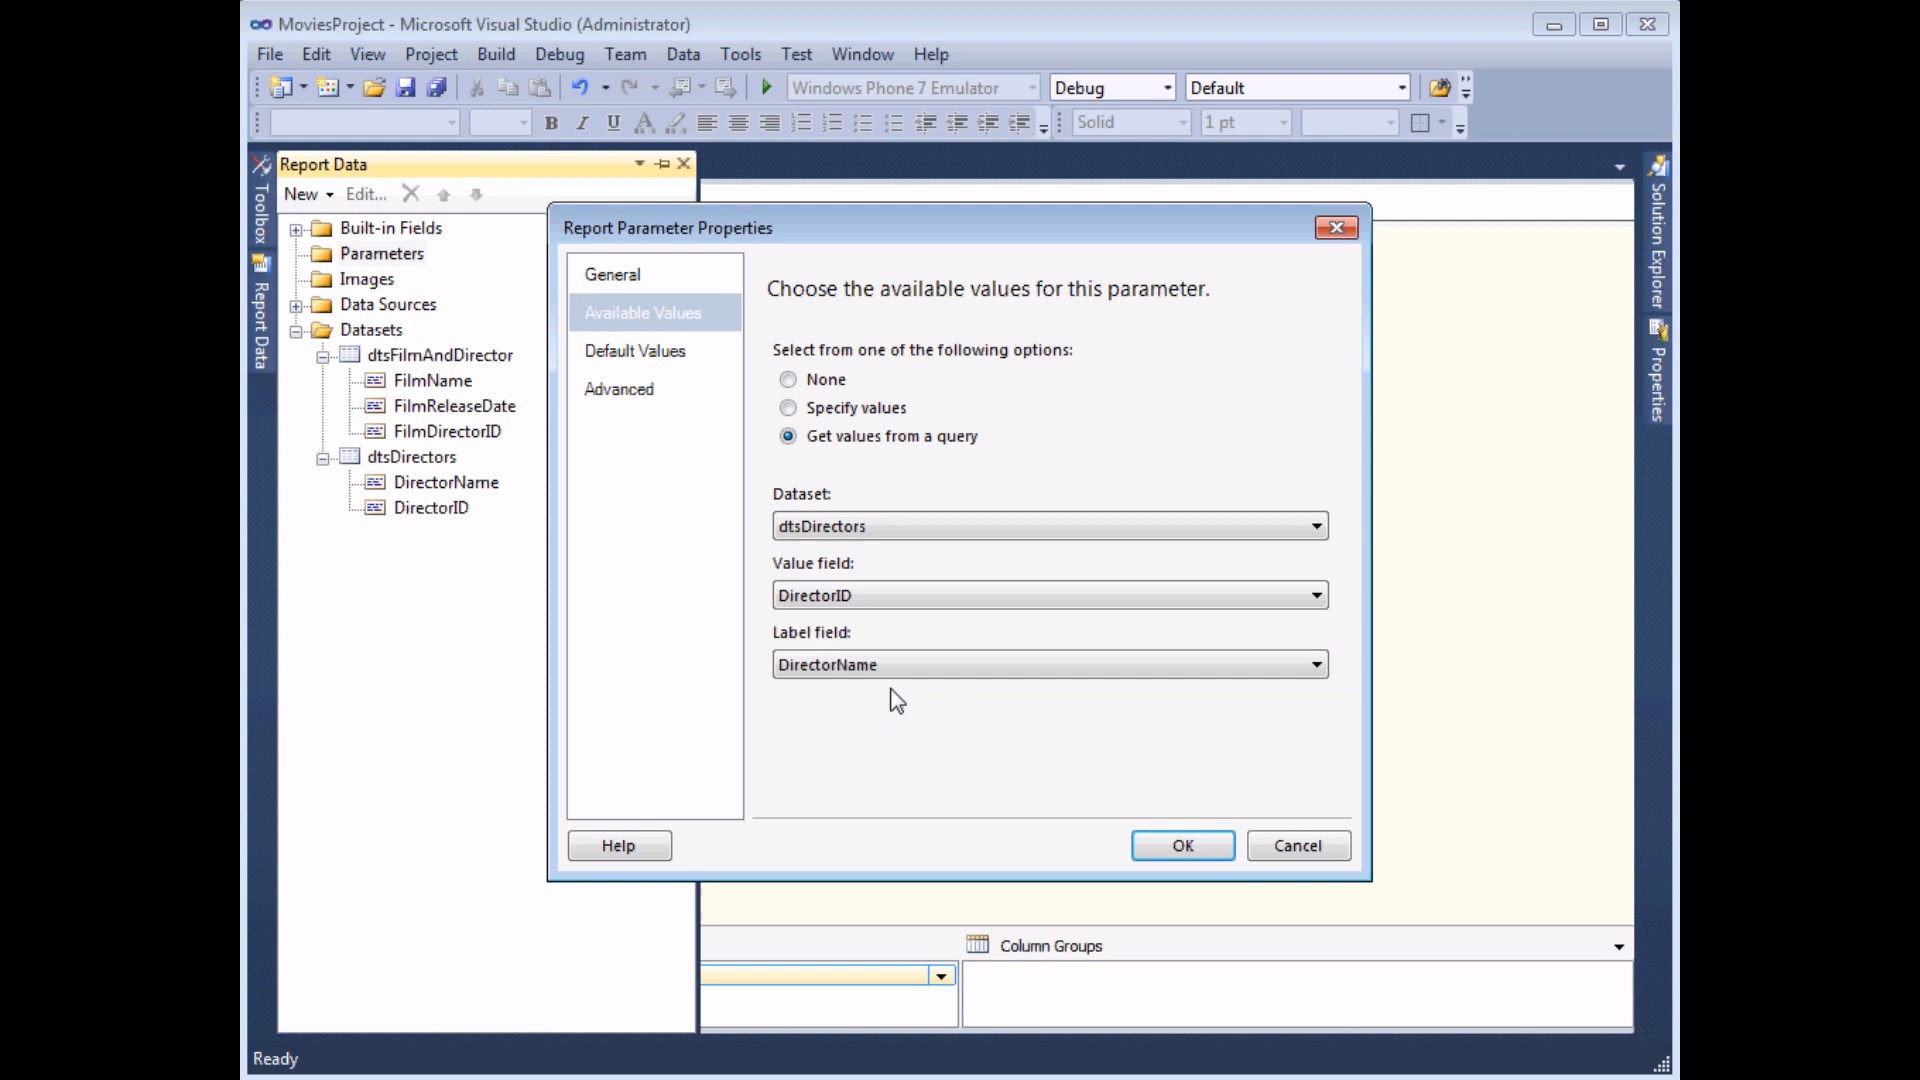 MoviesProject - Microsoft Visual Studio (Administrator)
File Edit View Project Build Debug Team Data Tools Test Window Help
Windows Phone 7 Emulator Debug Default
B I U A Solid 1 pt
Toolbox
Report Data
Report Data
New Edit...
Built-in Fields
Parameters
Images
Data Sources
Datasets
dtsFilmAndDirector
FilmName
FilmReleaseDate
FilmDirectorID
dtsDirectors
DirectorName
DirectorID
Report Parameter Properties
General
Available Values
Default Values
Advanced
Choose the available values for this parameter.
Select from one of the following options:
None
Specify values
Get values from a query
Dataset:
dtsDirectors
Value field:
DirectorID
Label field:
DirectorName
Help OK Cancel
Solution Explorer
Properties
Column Groups
Ready